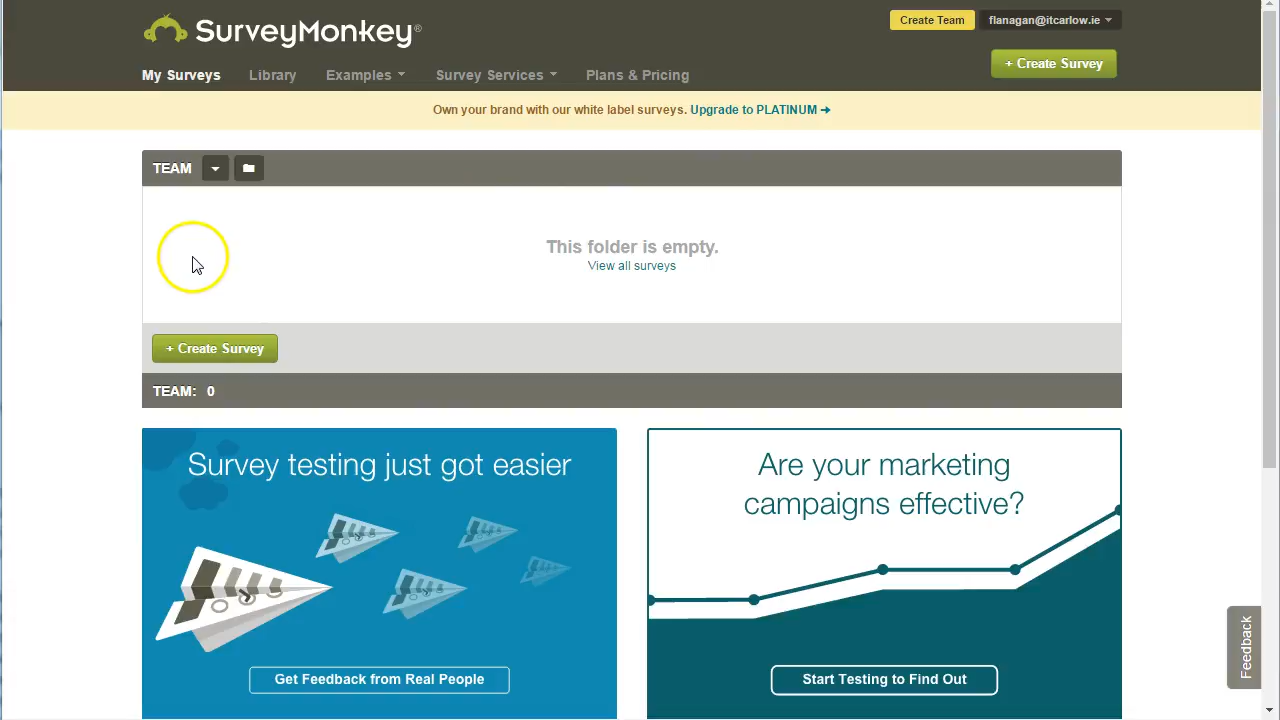 SurveyMonkey®
Create Team
flanagan@itcarlow.ie
My Surveys Library Examples Survey Services Plans & Pricing
+ Create Survey
Own your brand with our white label surveys. Upgrade to PLATINUM →
TEAM
This folder is empty.
View all surveys
+ Create Survey
TEAM: 0
Survey testing just got easier
Get Feedback from Real People
Are your marketing
campaigns effective?
Start Testing to Find Out
Feedback